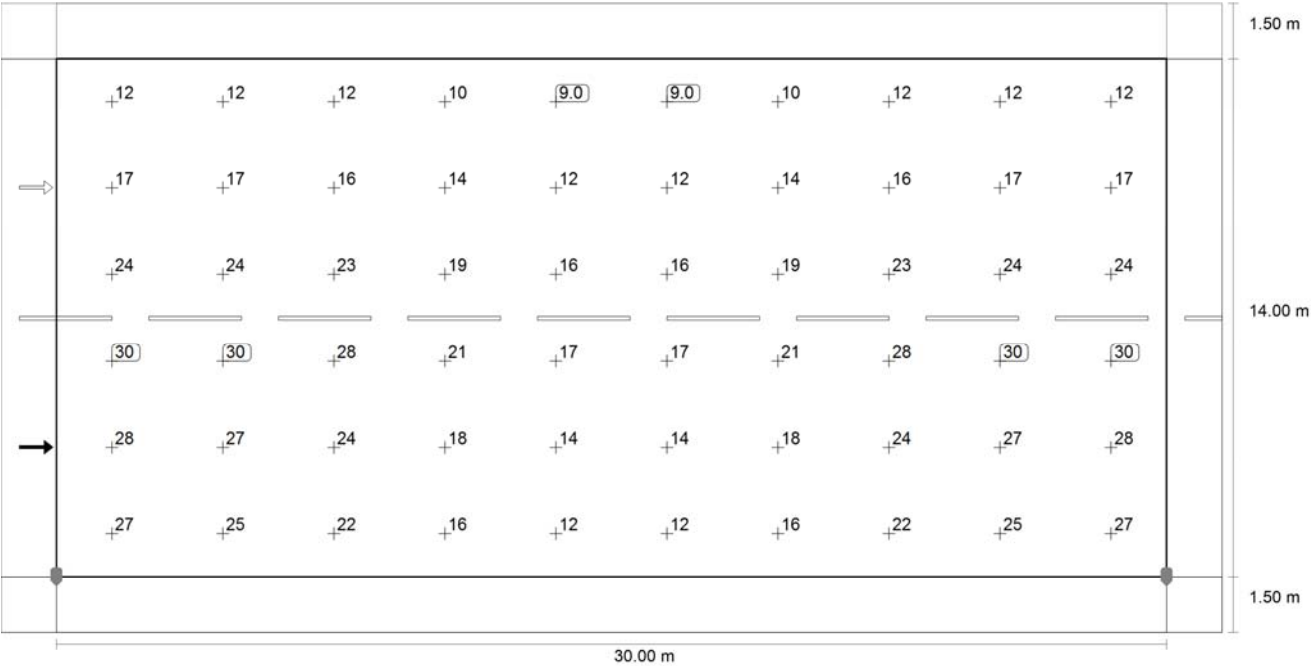 1.50 m
12 12 12 10 9.0 9.0 10 12 12 12
17 17 16 14 12 12 14 16 17 17
24 24 23 19 16 16 19 23 24 24
14.00 m
30 30 28 21 17 17 21 28 30 30
28 27 24 18 14 14 18 24 27 28
27 25 22 16 12 12 16 22 25 27
1.50 m
30.00 m